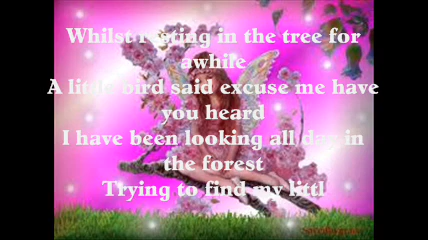 Whilst resting in the tree for
awhile
A little bird said excuse me have
you heard
I have been looking all day in
the forest
Trying to find my littl